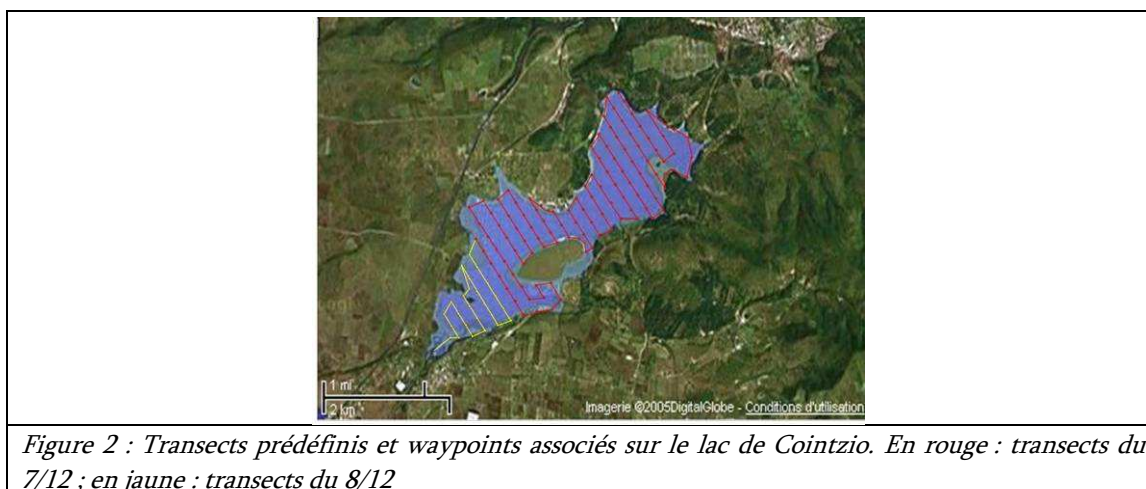 1 mi
2 km
Imagerie ©2005DigitalGlobe - Conditions d'utilisation
Figure 2 : Transects prédéfinis et waypoints associés sur le lac de Cointzio. En rouge : transects du
7/12 ; en jaune : transects du 8/12